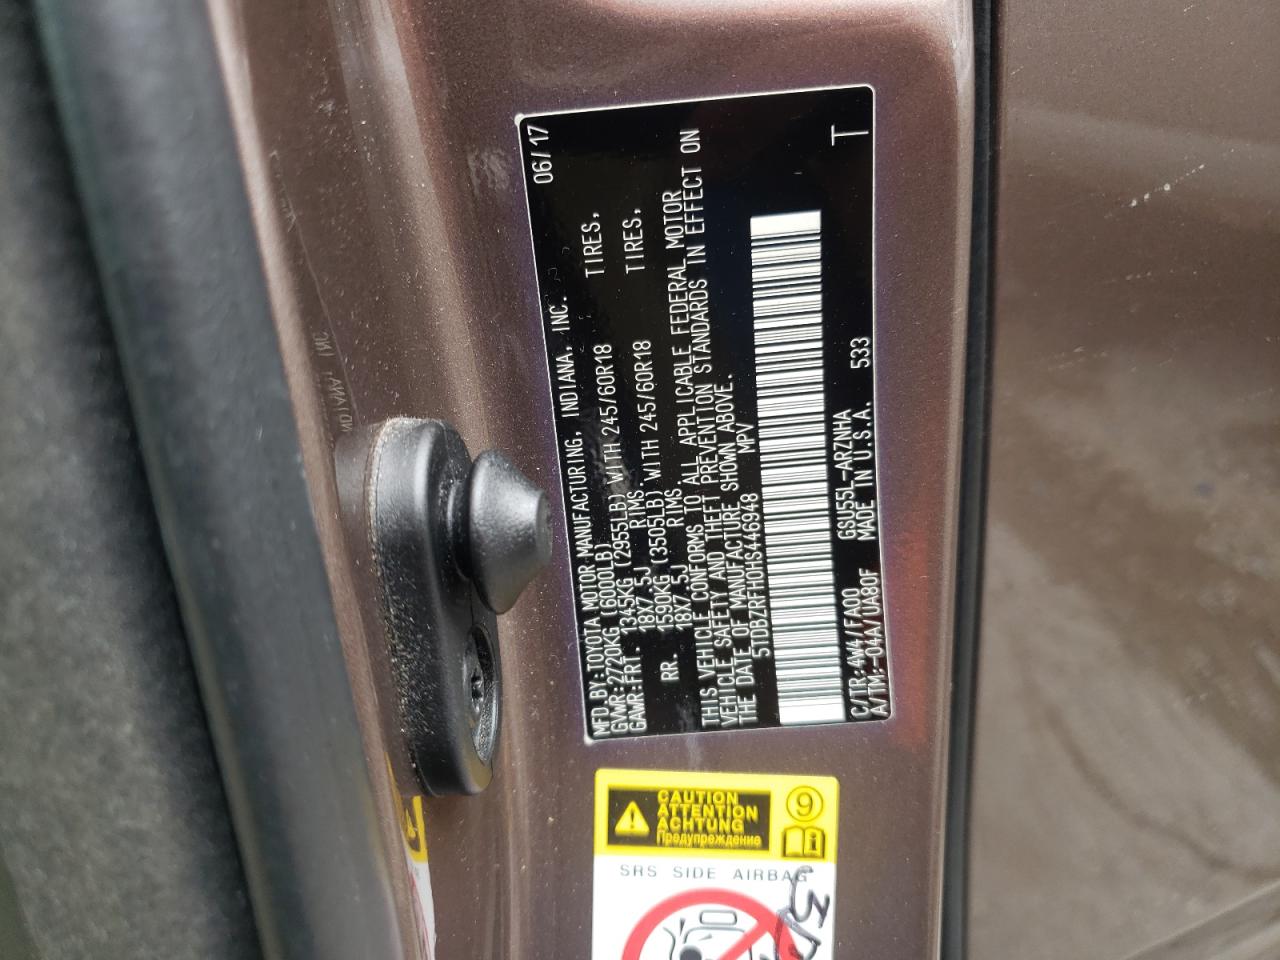 MFD.BY:TOYOTA MOTOR MANUFACTURING, INDIANA, INC. 06/17
GVWR:2720KG(6000LB)
GAWR:FRT. 1345KG (2955LB) WITH 245/60R18 TIRES,
18X7.5J RIMS
RR. 1590KG (3505LB) WITH 245/60R18 TIRES,
18X7.5J RIMS
THIS VEHICLE CONFORMS TO ALL APPLICABLE FEDERAL MOTOR
VEHICLE SAFETY AND THEFT PREVENTION STANDARDS IN EFFECT ON
THE DATE OF MANUFACTURE SHOWN ABOVE.
5TDBZRFH0HS446948 MPV
T
C/TR:4W4/FA00 GSU55L-ARZNHA
A/TM:-04A/UA80F MADE IN U.S.A. 533
CAUTION
ATTENTION
ACHTUNG
Предупреждение
9
i
SRS SIDE AIRBAG